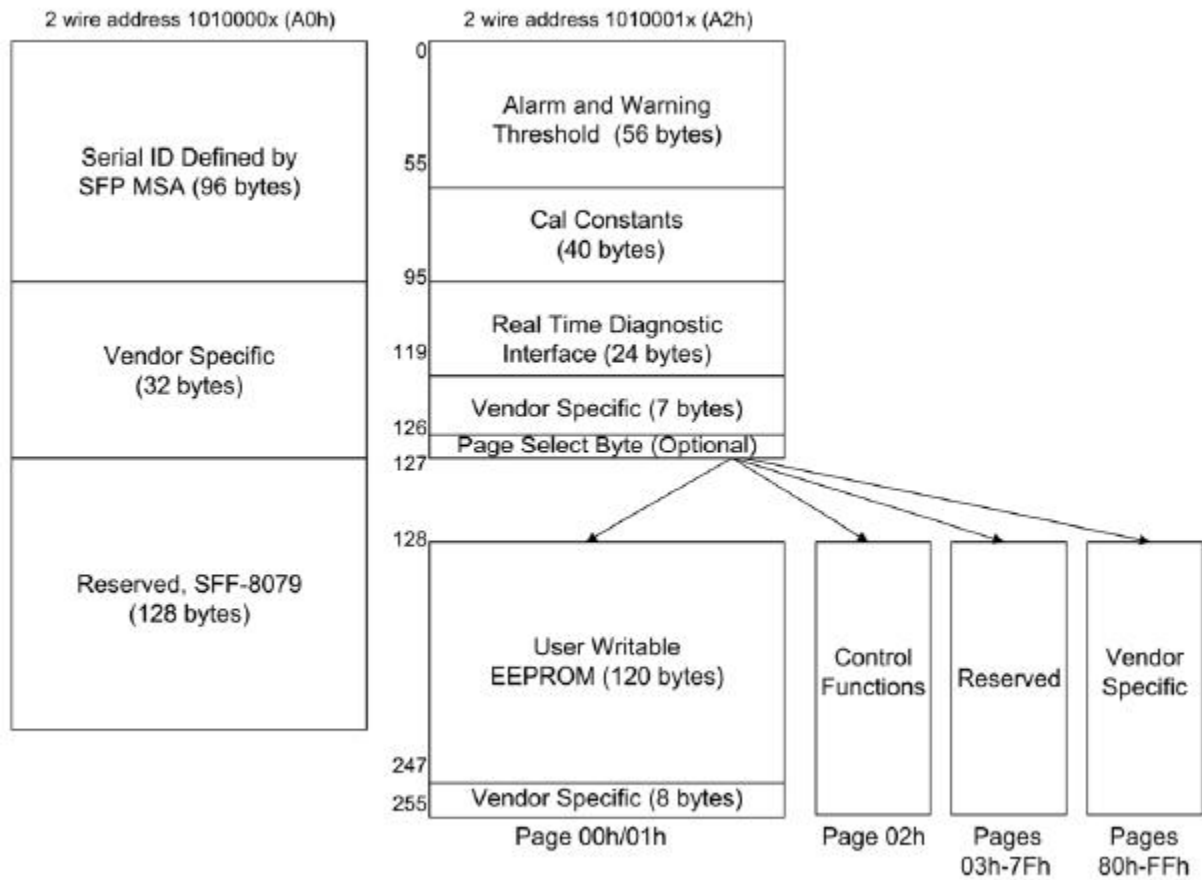 2 wire address 1010000x (A0h)
Serial ID Defined by
SFP MSA (96 bytes)
Vendor Specific
(32 bytes)
Reserved, SFF-8079
(128 bytes)
2 wire address 1010001x (A2h)
0
Alarm and Warning
Threshold (56 bytes)
55
Cal Constants
(40 bytes)
95
Real Time Diagnostic
Interface (24 bytes)
119
Vendor Specific (7 bytes)
126
Page Select Byte (Optional)
127
128
User Writable
EEPROM (120 bytes)
247
Vendor Specific (8 bytes)
255
Page 00h/01h
Control
Functions
Page 02h
Reserved
Pages
03h-7Fh
Vendor
Specific
Pages
80h-FFh